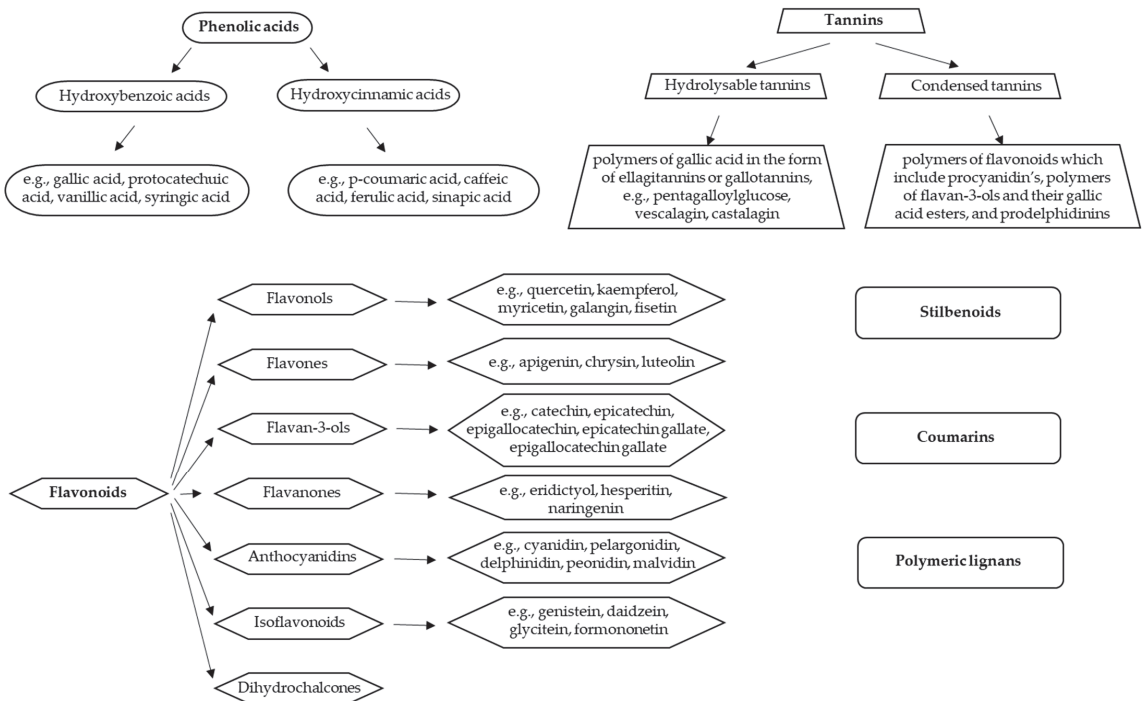 Phenolic acids
Hydroxybenzoic acids
Hydroxycinnamic acids
e.g., gallic acid, protocatechuic
acid, vanillic acid, syringic acid
e.g., p-coumaric acid, caffeic
acid, ferulic acid, sinapic acid
Tannins
Hydrolysable tannins
Condensed tannins
polymers of gallic acid in the form
of ellagitannins or gallotannins,
e.g., pentagalloylglucose,
vescalagin, castalagin
polymers of flavonoids which
include procyanidin's, polymers
of flavan-3-ols and their gallic
acid esters, and prodelphidinins
Flavonoids
Flavonols
e.g., quercetin, kaempferol,
myricetin, galangin, fisetin
Flavones
e.g., apigenin, chrysin, luteolin
Flavan-3-ols
e.g., catechin, epicatechin,
epigallocatechin, epicatechin gallate,
epigallocatechin gallate
Flavanones
e.g., eridictyol, hesperitin,
naringenin
Anthocyanidins
e.g., cyanidin, pelargonidin,
delphinidin, peonidin, malvidin
Isoflavonoids
e.g., genistein, daidzein,
glycitein, formononetin
Dihydrochalcones
Stilbenoids
Coumarins
Polymeric lignans